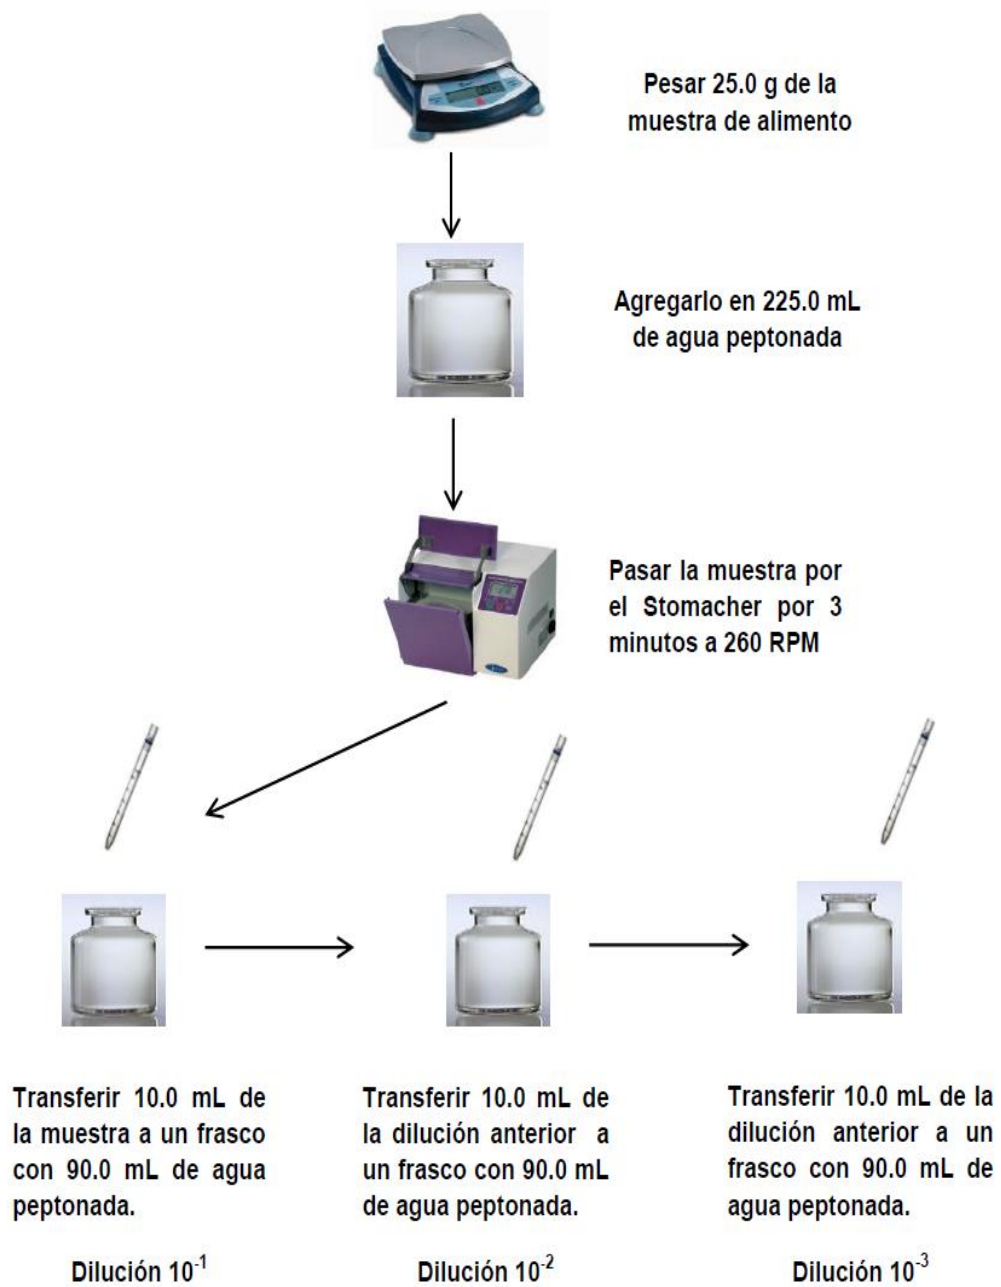 Pesar 25.0 g de la
muestra de alimento
Agregarlo en 225.0 mL
de agua peptonada
Pasar la muestra por
el Stomacher por 3
minutos a 260 RPM
Transferir 10.0 mL de
la muestra a un frasco
con 90.0 mL de agua
peptonada.
Dilución 10⁻¹
Transferir 10.0 mL de
la dilución anterior a
un frasco con 90.0 mL
de agua peptonada.
Dilución 10⁻²
Transferir 10.0 mL de la
dilución anterior a un
frasco con 90.0 mL de
agua peptonada.
Dilución 10⁻³